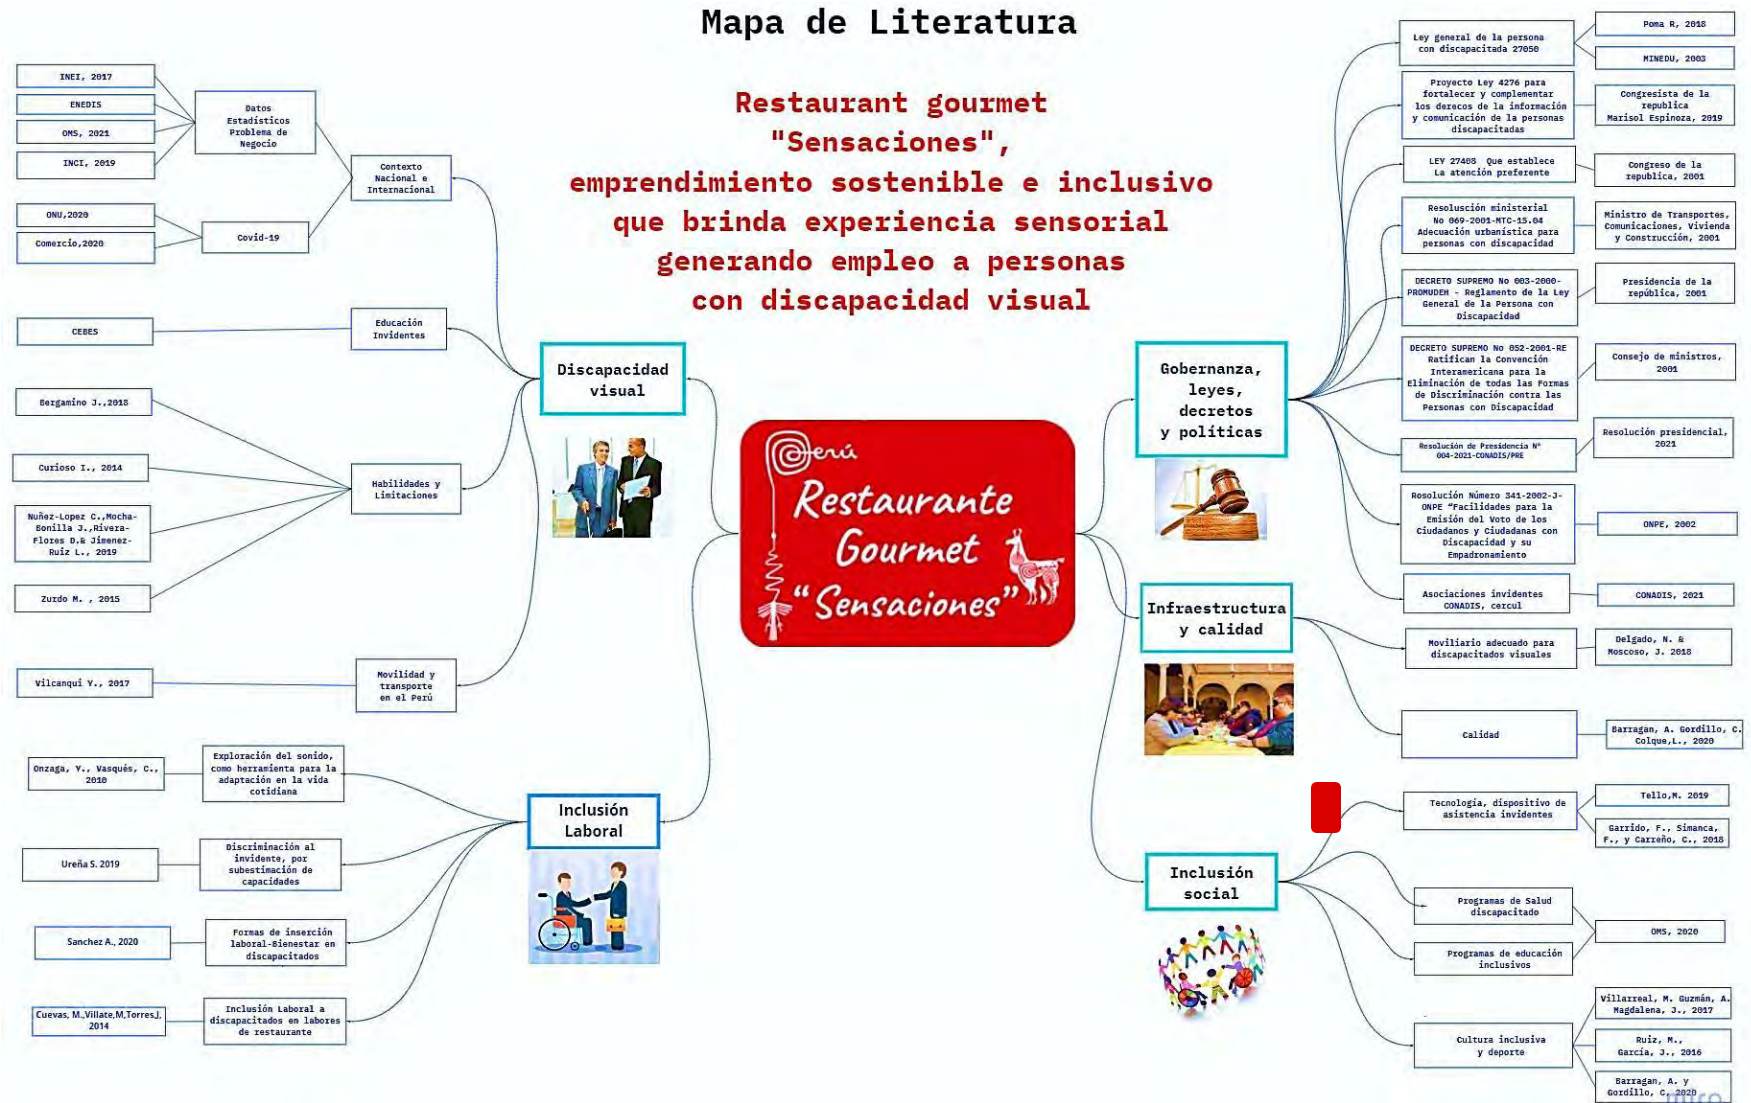 Mapa de Literatura
Restaurant gourmet
"Sensaciones",
emprendimiento sostenible e inclusivo
que brinda experiencia sensorial
generando empleo a personas
con discapacidad visual
INEI, 2017
ENEDIS
OMS, 2021
INCI, 2019
Datos
Estadísticos
Problema de
Negocio
ONU,2020
Comercio,2020
Covid-19
Contexto
Nacional e
Internacional
CEBES
Educación
Invidentes
Bergamino J.,2018
Curioso I., 2014
Nuñez-Lopez C.,Mocha-
Bonilla J.,Rivera-
Flores D.& Jimenez-
Ruiz L., 2019
Zurdo M. , 2015
Habilidades y
Limitaciones
Vilcanqui Y., 2017
Movilidad y
transporte
en el Perú
Discapacidad
visual
Onzaga, Y., Vasqués, C.,
2010
Exploración del sonido,
como herramienta para la
adaptación en la vida
cotidiana
Ureña S. 2019
Discriminación al
invidente, por
subestimación de
capacidades
Sanchez A., 2020
Formas de inserción
laboral-Bienestar en
discapacitados
Cuevas, M.,Villate,M,Torres,J,
2014
Inclusión Laboral a
discapacitados en labores
de restaurante
Inclusión
Laboral
Perú
Restaurante
Gourmet
“Sensaciones”
Gobernanza,
leyes,
decretos
y políticas
Ley general de la persona
con discapacitada 27050
Poma R, 2018
MINEDU, 2003
Proyecto Ley 4276 para
fortalecer y complementar
los derecos de la información
y comunicación de la personas
discapacitadas
Congresista de la
republica
Marisol Espinoza, 2019
LEY 27408 Que establece
La atención preferente
Congreso de la
republica, 2001
Resolusción ministerial
No 069-2001-MTC-15.04
Adecuación urbanística para
personas con discapacidad
Ministro de Transportes,
Comunicaciones, Vivienda
y Construcción, 2001
DECRETO SUPREMO No 003-2000-
PROMUDEH - Reglamento de la Ley
General de la Persona con
Discapacidad
Presidencia de la
república, 2001
DECRETO SUPREMO No 052-2001-RE
Ratifican la Convención
Interamericana para la
Eliminación de todas las Formas
de Discriminación contra las
Personas con Discapacidad
Consejo de ministros,
2001
Resolución de Presidencia N°
004-2021-CONADIS/PRE
Resolución presidencial,
2021
Rosolución Número 341-2002-J-
ONPE “Facilidades para la
Emisión del Voto de los
Ciudadanos y Ciudadanas con
Discapacidad y su
Empadronamiento
ONPE, 2002
Asociaciones invidentes
CONADIS, cercul
CONADIS, 2021
Infraestructura
y calidad
Moviliario adecuado para
discapacitados visuales
Delgado, N. &
Moscoso, J. 2018
Calidad
Barragan, A. Gordillo, C.
Colque,L., 2020
Inclusión
social
Tecnología, dispositivo de
asistencia invidentes
Tello,M. 2019
Garrido, F., Simanca,
F., y Carreño, C., 2018
Programas de Salud
discapacitado
Programas de educación
inclusivos
OMS, 2020
Cultura inclusiva
y deporte
Villarreal, M. Guzmán, A.
Magdalena, J., 2017
Ruiz, M.,
García, J., 2016
Barragan, A. y
Gordillo, C. 2020
miro